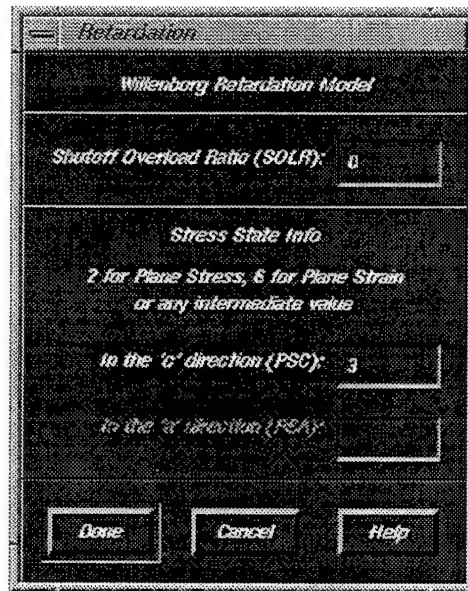 Retardation
Willenborg Retardation Model
Shutoff Overload Ratio (SOLR): 0
Stress State Info
2 for Plane Stress, 6 for Plane Strain
or any intermediate value
In the 'c' direction (PSC): 3
In the 'a' direction (PSA):
Done Cancel Help